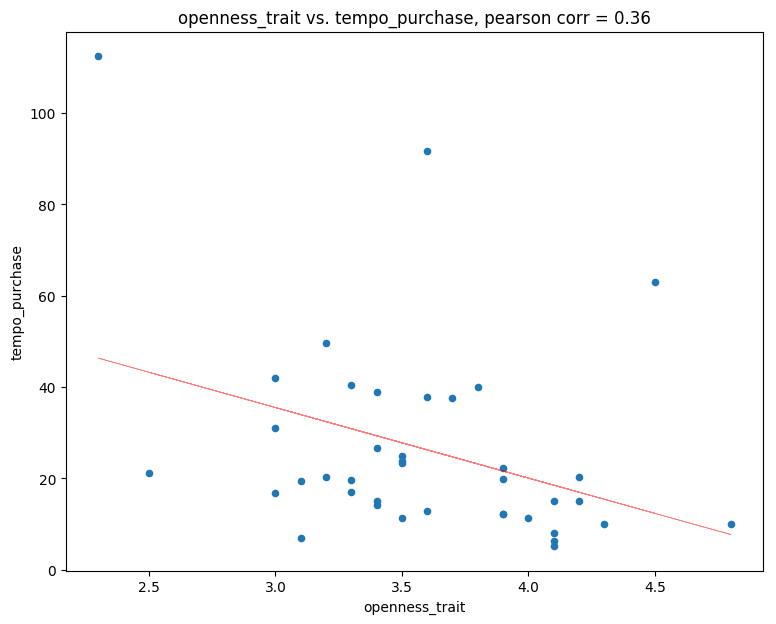 openness_trait vs. tempo_purchase, pearson corr = 0.36
100
80
60
40
20
0
tempo_purchase
2.5 3.0 3.5 4.0 4.5
openness_trait